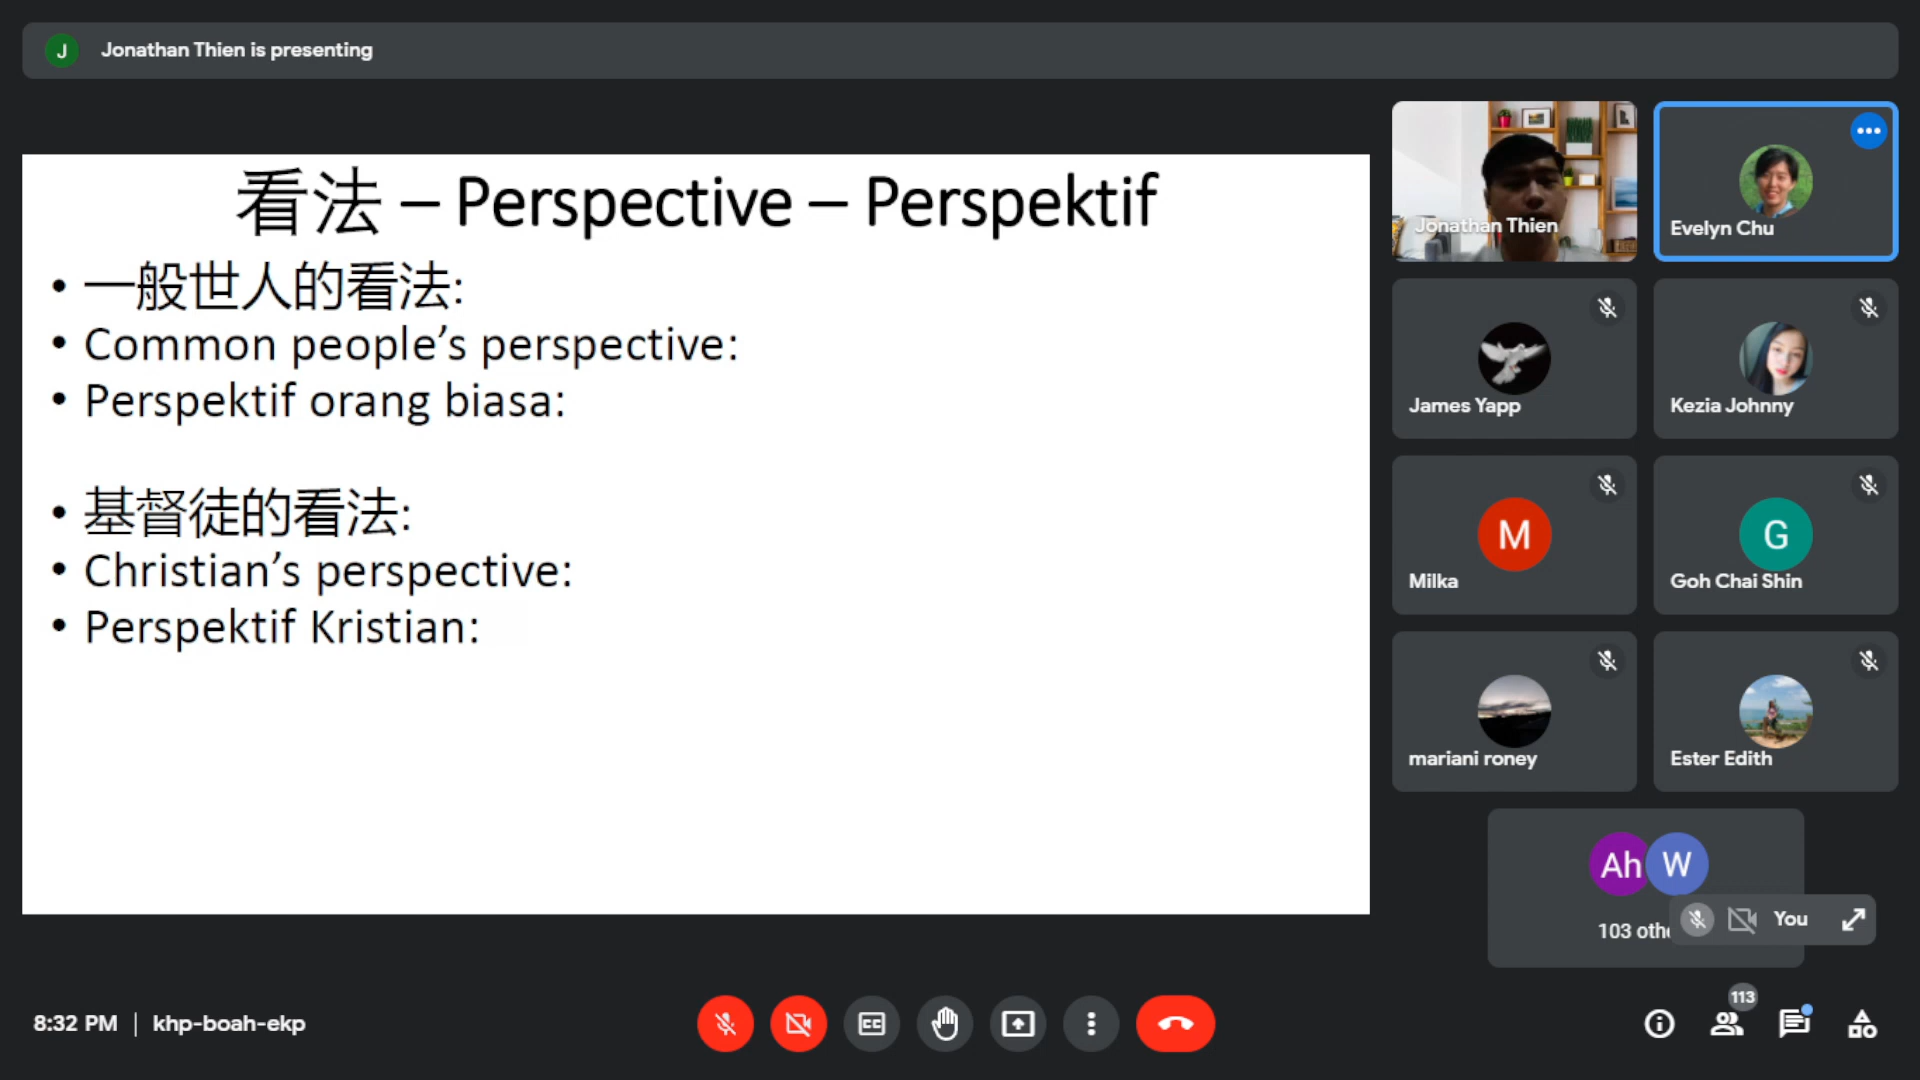 J Jonathan Thien is presenting
看法 – Perspective – Perspektif
• 一般世人的看法:
• Common people's perspective:
• Perspektif orang biasa:
• 基督徒的看法:
• Christian's perspective:
• Perspektif Kristian:
Jonathan Thien
Evelyn Chu
James Yapp
Kezia Johnny
M
Milka
G
Goh Chai Shin
mariani roney
Ester Edith
Ah W
103
You
8:32 PM | khp-boah-ekp
CC
113